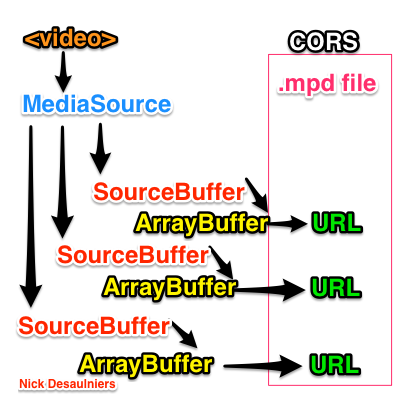 <video>
CORS
.mpd file
MediaSource
SourceBuffer
ArrayBuffer URL
SourceBuffer
ArrayBuffer URL
SourceBuffer
ArrayBuffer URL
Nick Desaulniers